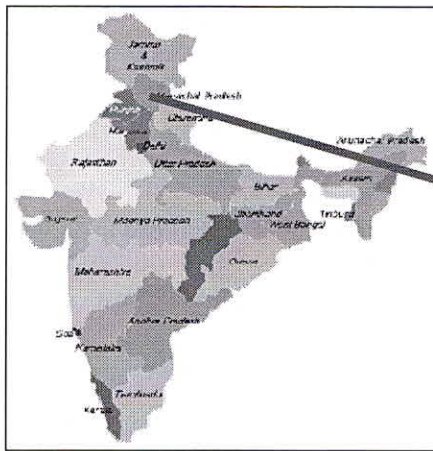 Jammu
&
Kashmir
Himachal Pradesh
Punjab
Haryana
Delhi
Rajasthan
Uttar Pradesh
Arunachal Pradesh
Assam
Bihar
Gujarat
Madhya Pradesh
Jharkhand
West Bengal
Tripura
Maharashtra
Orissa
Andhra Pradesh
Goa
Karnataka
Tamilnadu
Kerala